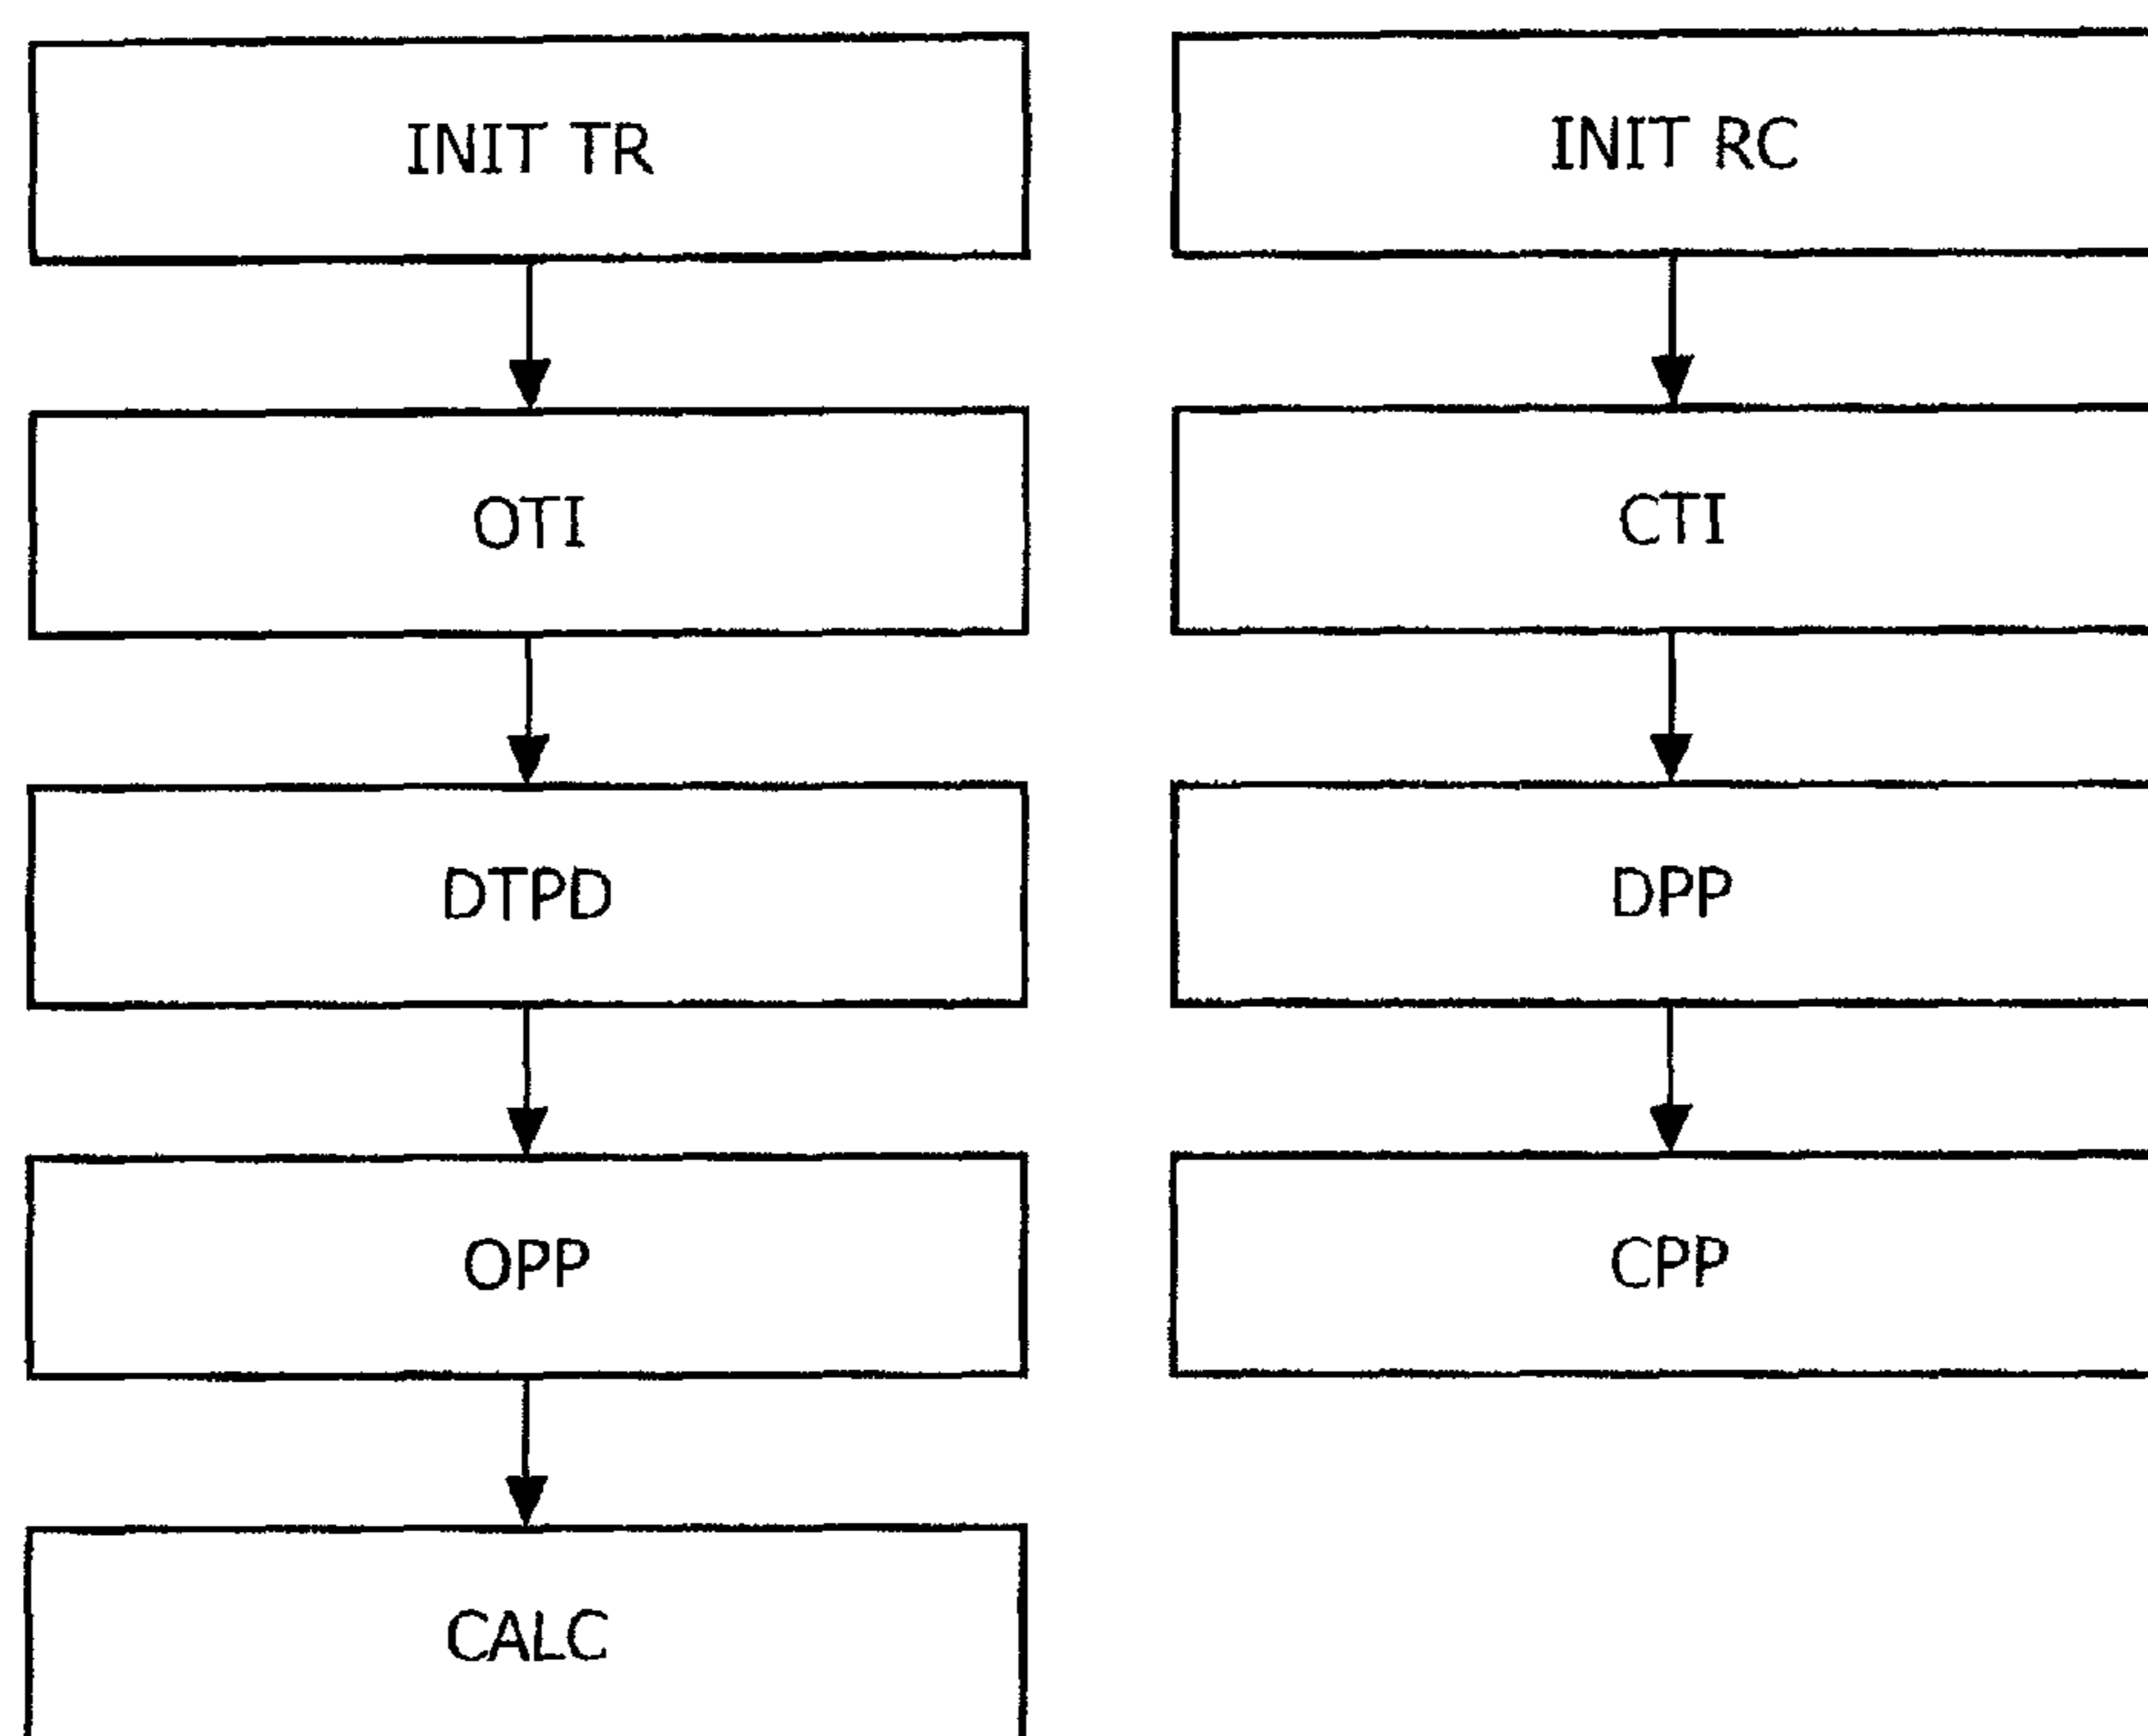 INIT TR
OTI
DTPD
OPP
CALC
INIT RC
CTI
DPP
CPP